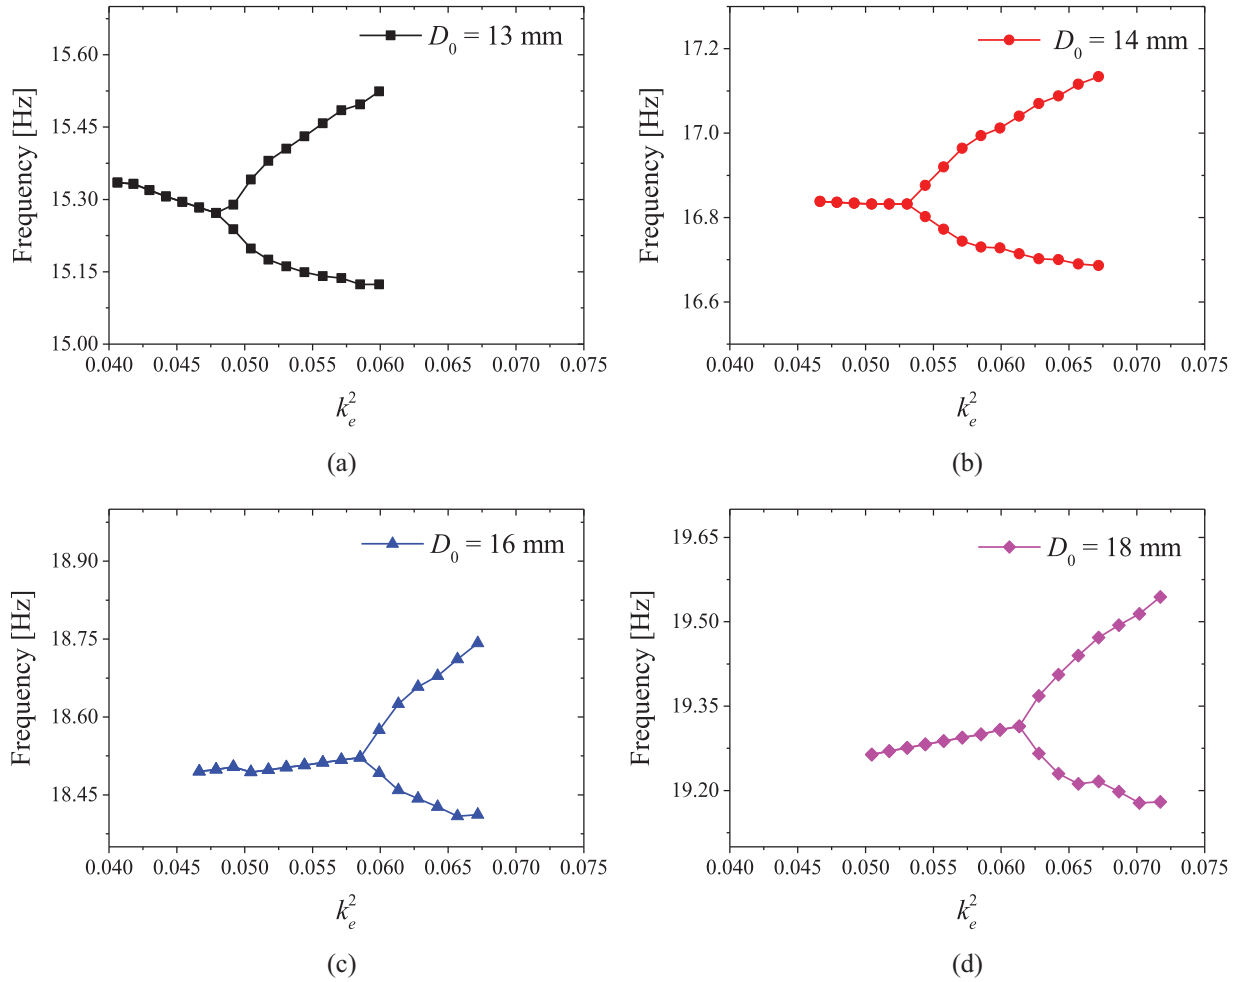 D₀ = 13 mm
Frequency [Hz]
15.60
15.45
15.30
15.15
15.00
0.040 0.045 0.050 0.055 0.060 0.065 0.070 0.075
kₑ²
(a)
D₀ = 14 mm
Frequency [Hz]
17.2
17.0
16.8
16.6
0.040 0.045 0.050 0.055 0.060 0.065 0.070 0.075
kₑ²
(b)
D₀ = 16 mm
Frequency [Hz]
18.90
18.75
18.60
18.45
0.040 0.045 0.050 0.055 0.060 0.065 0.070 0.075
kₑ²
(c)
D₀ = 18 mm
Frequency [Hz]
19.65
19.50
19.35
19.20
0.040 0.045 0.050 0.055 0.060 0.065 0.070 0.075
kₑ²
(d)